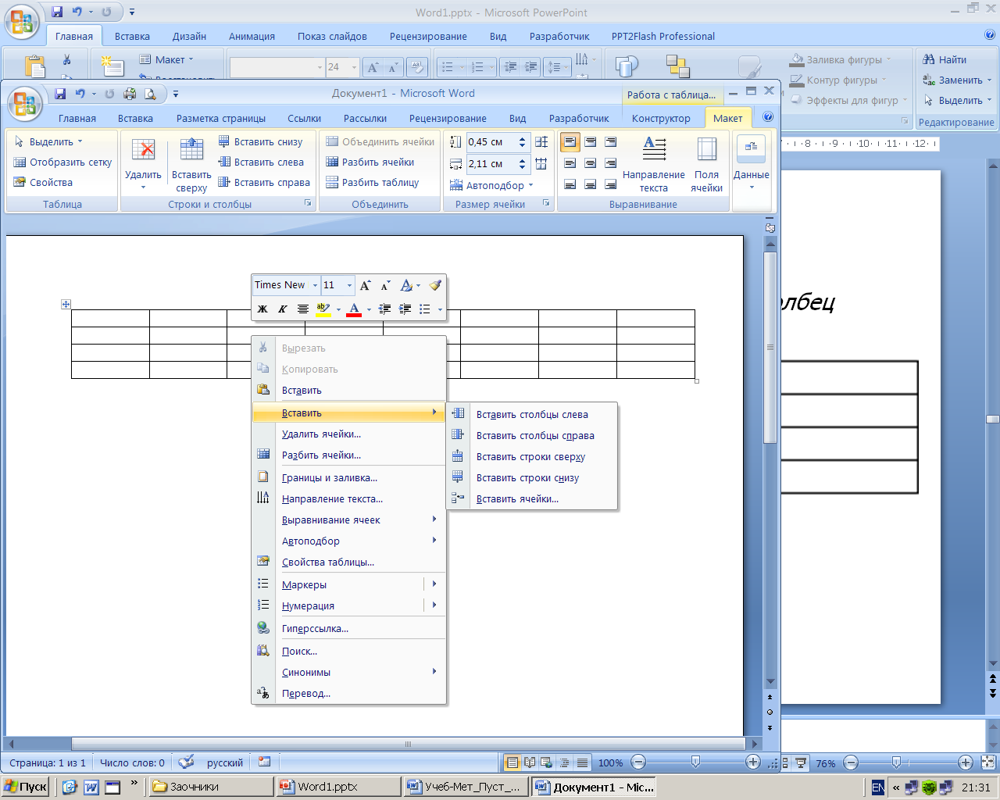 Word1.pptx - Microsoft PowerPoint
Главная Вставка Дизайн Анимация Показ слайдов Рецензирование Вид Разработчик PPT2Flash Professional
Макет 24 Заливка фигуры Найти
Контур фигуры Заменить
Эффекты для фигур Выделить
Редактирование
Документ1 - Microsoft Word Работа с таблица...
Главная Вставка Разметка страницы Ссылки Рассылки Рецензирование Вид Разработчик Конструктор Макет
Выделить
Отобразить сетку
Свойства
Таблица
Удалить
Вставить сверху
Вставить снизу
Вставить слева
Вставить справа
Строки и столбцы
Объединить ячейки
Разбить ячейки
Разбить таблицу
Объединить
0,45 см
2,11 см
Автоподбор
Размер ячейки
Направление текста
Поля ячейки
Выравнивание
Данные
8 9 10 11 12
олбец
Times New 11
Ж К
Вырезать
Копировать
Вставить
Вставить
Удалить ячейки...
Разбить ячейки...
Границы и заливка...
Направление текста...
Выравнивание ячеек
Автоподбор
Свойства таблицы...
Маркеры
Нумерация
Гиперссылка...
Поиск...
Синонимы
Перевод...
Вставить столбцы слева
Вставить столбцы справа
Вставить строки сверху
Вставить строки снизу
Вставить ячейки...
Страница: 1 из 1 Число слов: 0 русский 100% 76%
Пуск Заочники Word1.pptx Учеб-Мет_Пуст_... Документ1 - Mic... EN 21:31